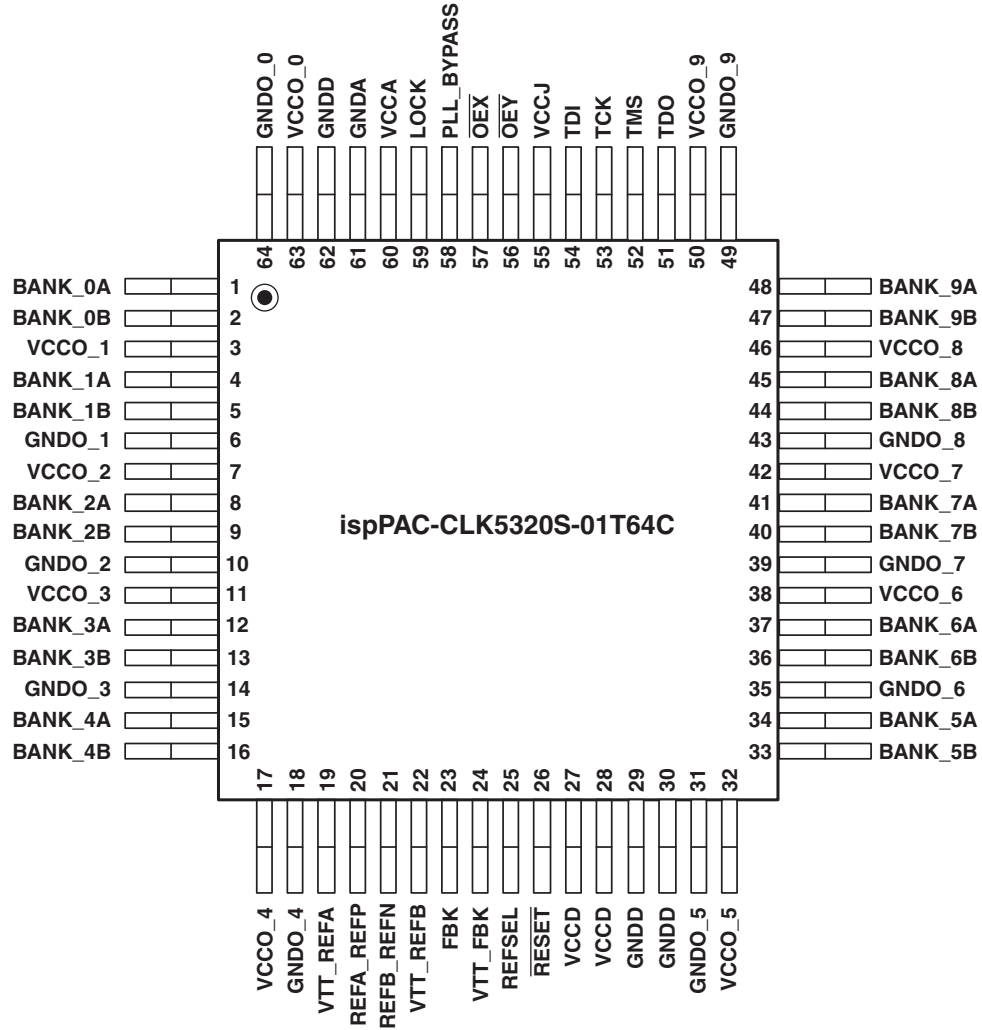 GNDO_0
VCCO_0
GNDD
GNDA
VCCA
LOCK
PLL_BYPASS
OEX
OEY
VCCJ
TDI
TCK
TMS
TDO
VCCO_9
GNDO_9
64
63
62
61
60
59
58
57
56
55
54
53
52
51
50
49
BANK_0A 1
BANK_0B 2
VCCO_1 3
BANK_1A 4
BANK_1B 5
GNDO_1 6
VCCO_2 7
BANK_2A 8
BANK_2B 9
GNDO_2 10
VCCO_3 11
BANK_3A 12
BANK_3B 13
GNDO_3 14
BANK_4A 15
BANK_4B 16
ispPAC-CLK5320S-01T64C
48 BANK_9A
47 BANK_9B
46 VCCO_8
45 BANK_8A
44 BANK_8B
43 GNDO_8
42 VCCO_7
41 BANK_7A
40 BANK_7B
39 GNDO_7
38 VCCO_6
37 BANK_6A
36 BANK_6B
35 GNDO_6
34 BANK_5A
33 BANK_5B
17
18
19
20
21
22
23
24
25
26
27
28
29
30
31
32
VCCO_4
GNDO_4
VTT_REFA
REFA_REFP
REFB_REFN
VTT_REFB
FBK
VTT_FBK
REFSEL
RESET
VCCD
VCCD
GNDD
GNDD
GNDO_5
VCCO_5